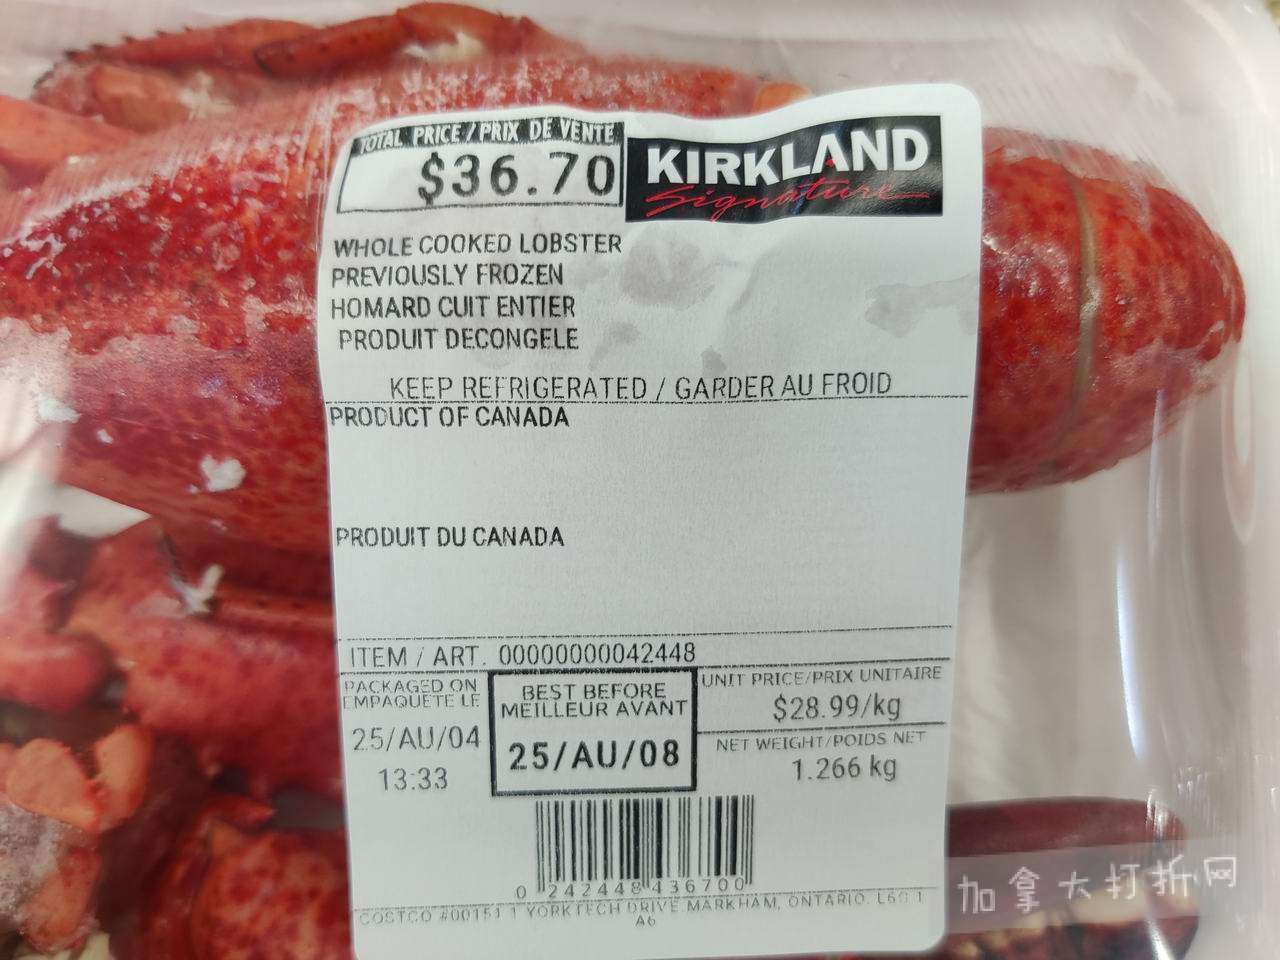 TOTAL PRICE / PRIX DE VENTE
$36.70
KIRKLAND
Signature
WHOLE COOKED LOBSTER
PREVIOUSLY FROZEN
HOMARD CUIT ENTIER
PRODUIT DECONGELE
KEEP REFRIGERATED / GARDER AU FROID
PRODUCT OF CANADA
PRODUIT DU CANADA
ITEM / ART. 00000000042448
PACKAGED ON
EMPAQUETE LE
25/AU/04
13:33
BEST BEFORE
MEILLEUR AVANT
25/AU/08
UNIT PRICE/PRIX UNITAIRE
$28.99/kg
NET WEIGHT/POIDS NET
1.266 kg
0 242448 436700
COSTCO #00151 1 YORKTECH DRIVE MARKHAM, ONTARIO. 1
A6
加拿大打折网